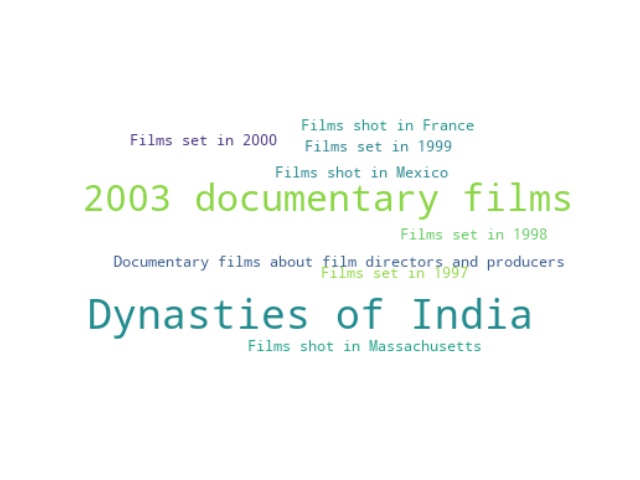 Films shot in France
Films set in 2000
Films set in 1999
Films shot in Mexico
2003 documentary films
Films set in 1998
Documentary films about film directors and producers
Films set in 1997
Dynasties of India
Films shot in Massachusetts